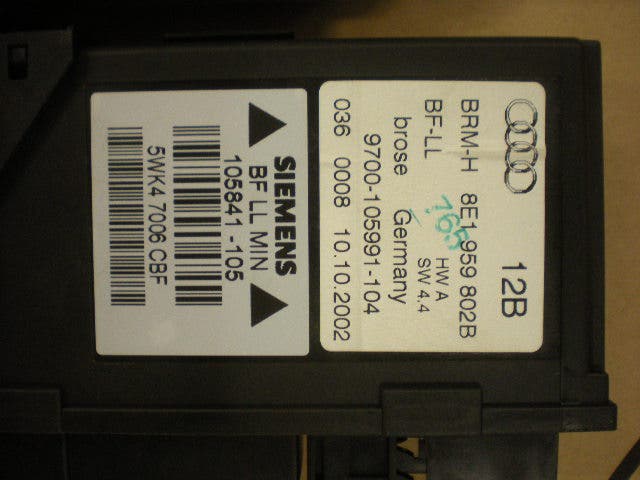 12B
BRM-H 8E1 959 802B
BF-LL HW A
SW 4.4
765
brose Germany
9700-105991-104
036 0008 10.10.2002
SIEMENS
BF LL MIN
105841-105
5WK4 7006 CBF